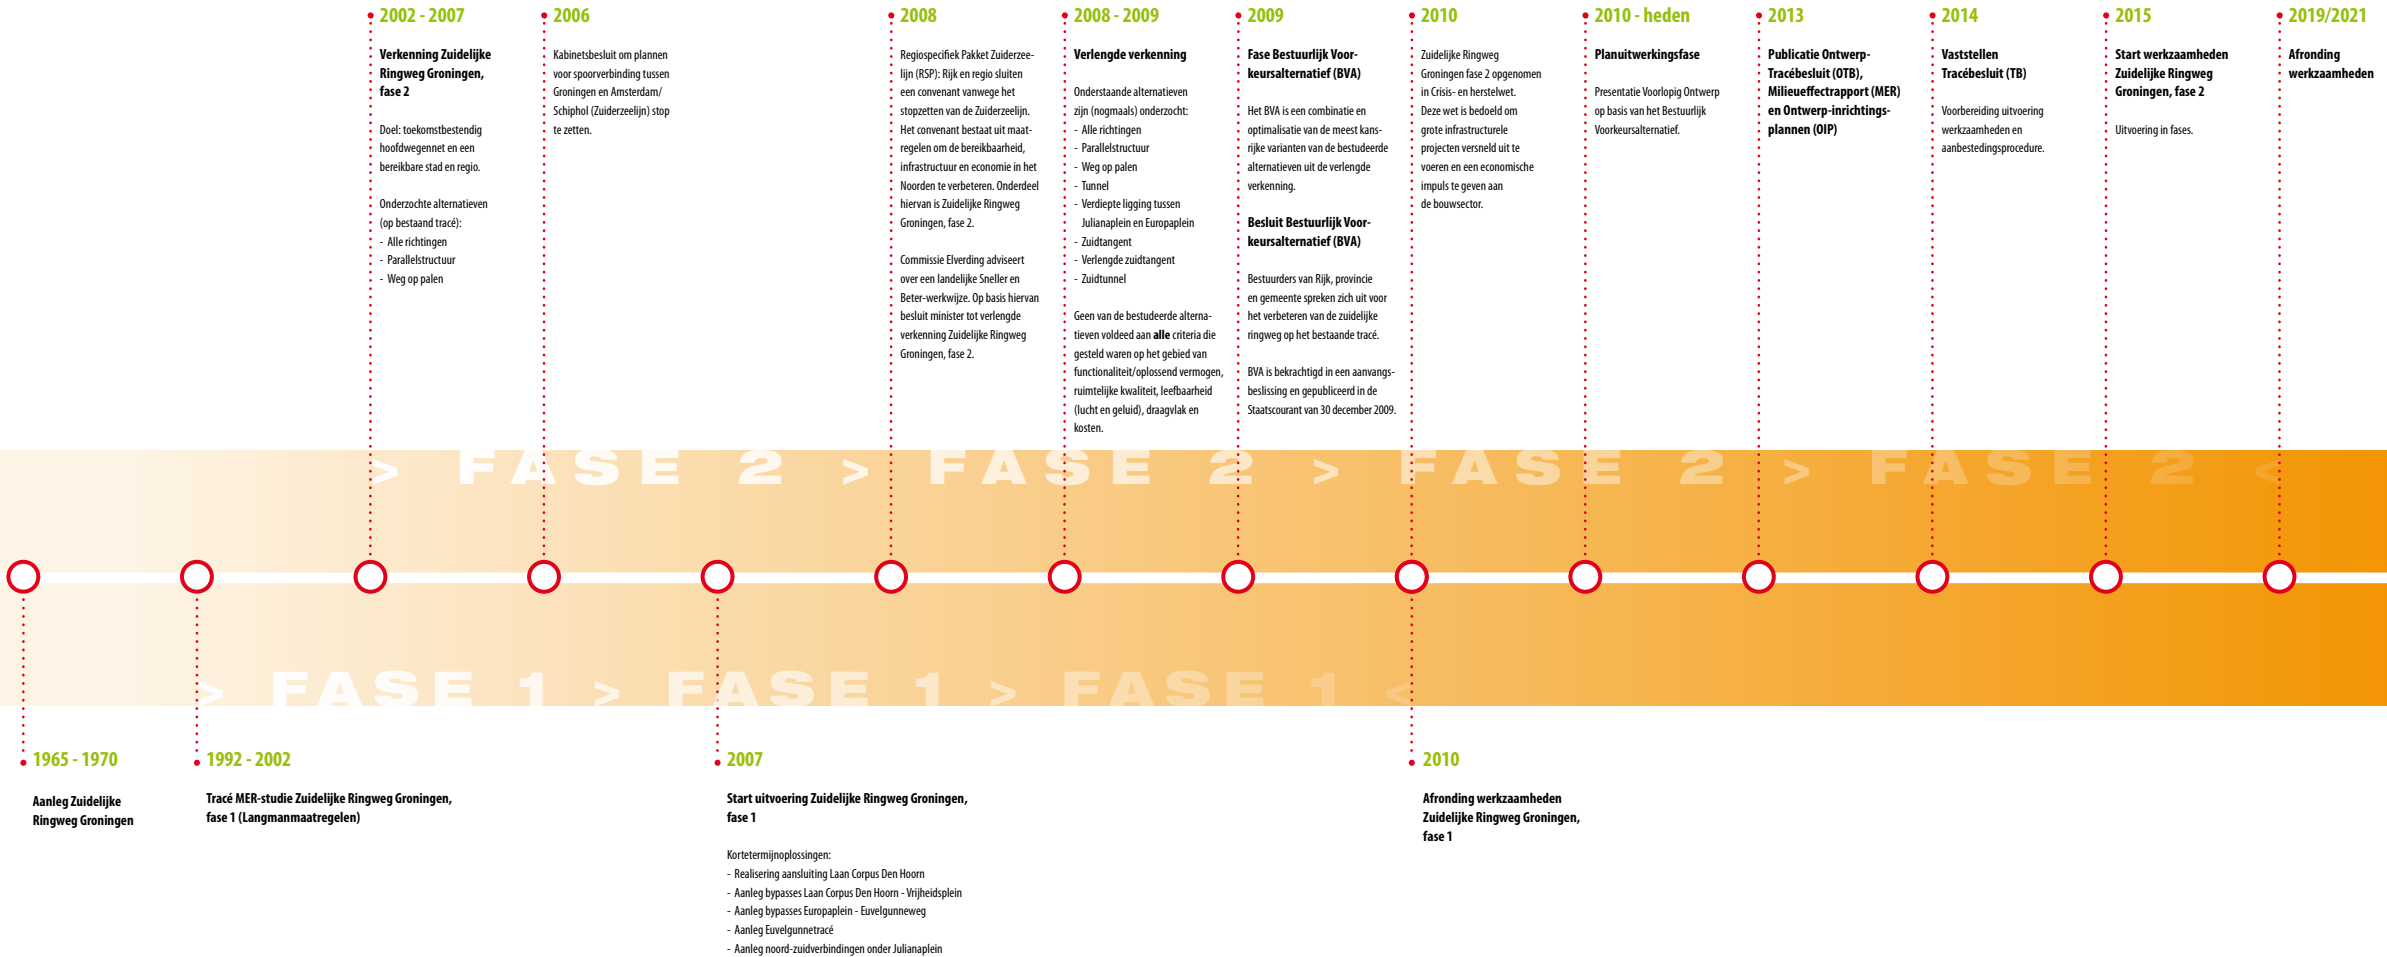 2002 - 2007
Verkenning Zuidelijke
Ringweg Groningen,
fase 2
Doel: toekomstbestendig
hoofdwegennet en een
bereikbare stad en regio.
Onderzochte alternatieven
(op bestaand tracé):
- Alle richtingen
- Parallelstructuur
- Weg op palen
2006
Kabinetsbesluit om plannen
voor spoorverbinding tussen
Groningen en Amsterdam/
Schiphol (Zuiderzeelijn) stop
te zetten.
2008
Regiospecifiek Pakket Zuiderzee-
lijn (RSP): Rijk en regio sluiten
een convenant vanwege het
stopzetten van de Zuiderzeelijn.
Het convenant bestaat uit maat-
regelen om de bereikbaarheid,
infrastructuur en economie in het
Noorden te verbeteren. Onderdeel
hiervan is Zuidelijke Ringweg
Groningen, fase 2.
Commissie Elverding adviseert
over een landelijke Sneller en
Beter-werkwijze. Op basis hiervan
besluit minister tot verlengde
verkenning Zuidelijke Ringweg
Groningen, fase 2.
2008 - 2009
Verlengde verkenning
Onderstaande alternatieven
zijn (nogmaals) onderzocht:
- Alle richtingen
- Parallelstructuur
- Weg op palen
- Tunnel
- Verdiepte ligging tussen
Julianaplein en Europaplein
- Zuidtangent
- Verlengde zuidtangent
- Zuidtunnel
Geen van de bestudeerde alterna-
tieven voldeed aan alle criteria die
gesteld waren op het gebied van
functionaliteit/oplossend vermogen,
ruimtelijke kwaliteit, leefbaarheid
(lucht en geluid), draagvlak en
kosten.
2009
Fase Bestuurlijk Voor-
keursalternatief (BVA)
Het BVA is een combinatie en
optimalisatie van de meest kans-
rijke varianten van de bestudeerde
alternatieven uit de verlengde
verkenning.
Besluit Bestuurlijk Voor-
keursalternatief (BVA)
Bestuurders van Rijk, provincie
en gemeente spreken zich uit voor
het verbeteren van de zuidelijke
ringweg op het bestaande tracé.
BVA is bekrachtigd in een aanvangs-
beslissing en gepubliceerd in de
Staatscourant van 30 december 2009.
2010
Zuidelijke Ringweg
Groningen fase 2 opgenomen
in Crisis- en herstelwet.
Deze wet is bedoeld om
grote infrastructurele
projecten versneld uit te
voeren en een economische
impuls te geven aan
de bouwsector.
2010 - heden
Planuitwerkingsfase
Presentatie Voorlopig Ontwerp
op basis van het Bestuurlijk
Voorkeursalternatief.
2013
Publicatie Ontwerp-
Tracébesluit (OTB),
Milieueffectrapport (MER)
en Ontwerp-inrichtings-
plannen (OIP)
2014
Vaststellen
Tracébesluit (TB)
Voorbereiding uitvoering
werkzaamheden en
aanbestedingsprocedure.
2015
Start werkzaamheden
Zuidelijke Ringweg
Groningen, fase 2
Uitvoering in fases.
2019/2021
Afronding
werkzaamheden
> FASE 2 > FASE 2 > FASE 2 > FASE 2 <
> FASE 1 > FASE 1 > FASE 1 <
1965 - 1970
Aanleg Zuidelijke
Ringweg Groningen
1992 - 2002
Tracé MER-studie Zuidelijke Ringweg Groningen,
fase 1 (Langmanmaatregelen)
2007
Start uitvoering Zuidelijke Ringweg Groningen,
fase 1
Kortetermijnoplossingen:
- Realisering aansluiting Laan Corpus Den Hoorn
- Aanleg bypasses Laan Corpus Den Hoorn - Vrijheidsplein
- Aanleg bypasses Europaplein - Euvelgunneweg
- Aanleg Euvelgunnetracé
- Aanleg noord-zuidverbindingen onder Julianaplein
2010
Afronding werkzaamheden
Zuidelijke Ringweg Groningen,
fase 1